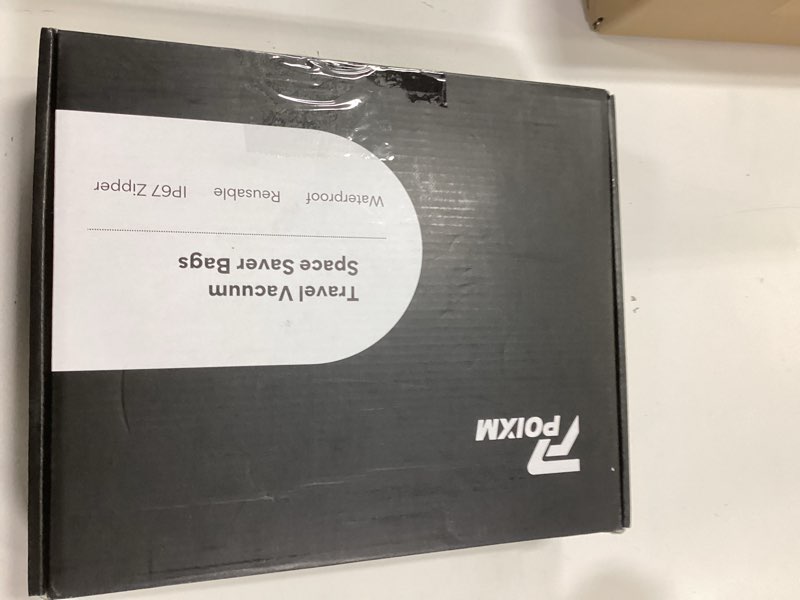 POIXM
Travel Vacuum
Space Saver Bags
Waterproof Reusable IP67 Zipper